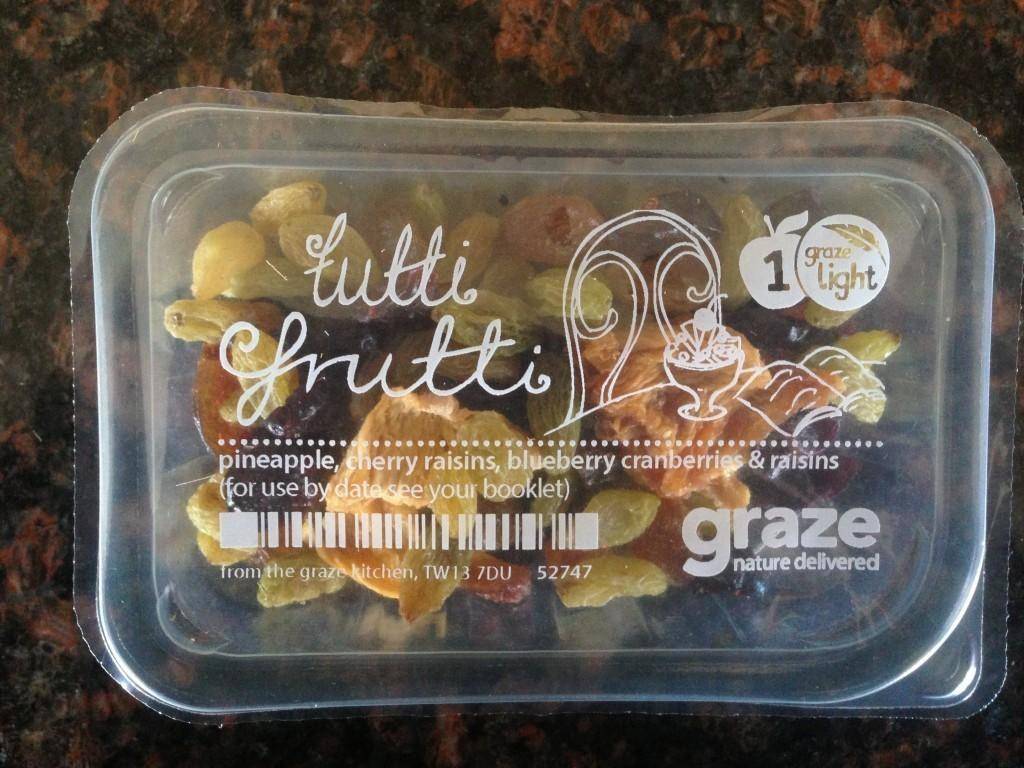 tutti
frutti
1
graze
light
pineapple, cherry raisins, blueberry cranberries & raisins
(for use by date see your booklet)
graze
nature delivered
from the graze kitchen, TW13 7DU 52747